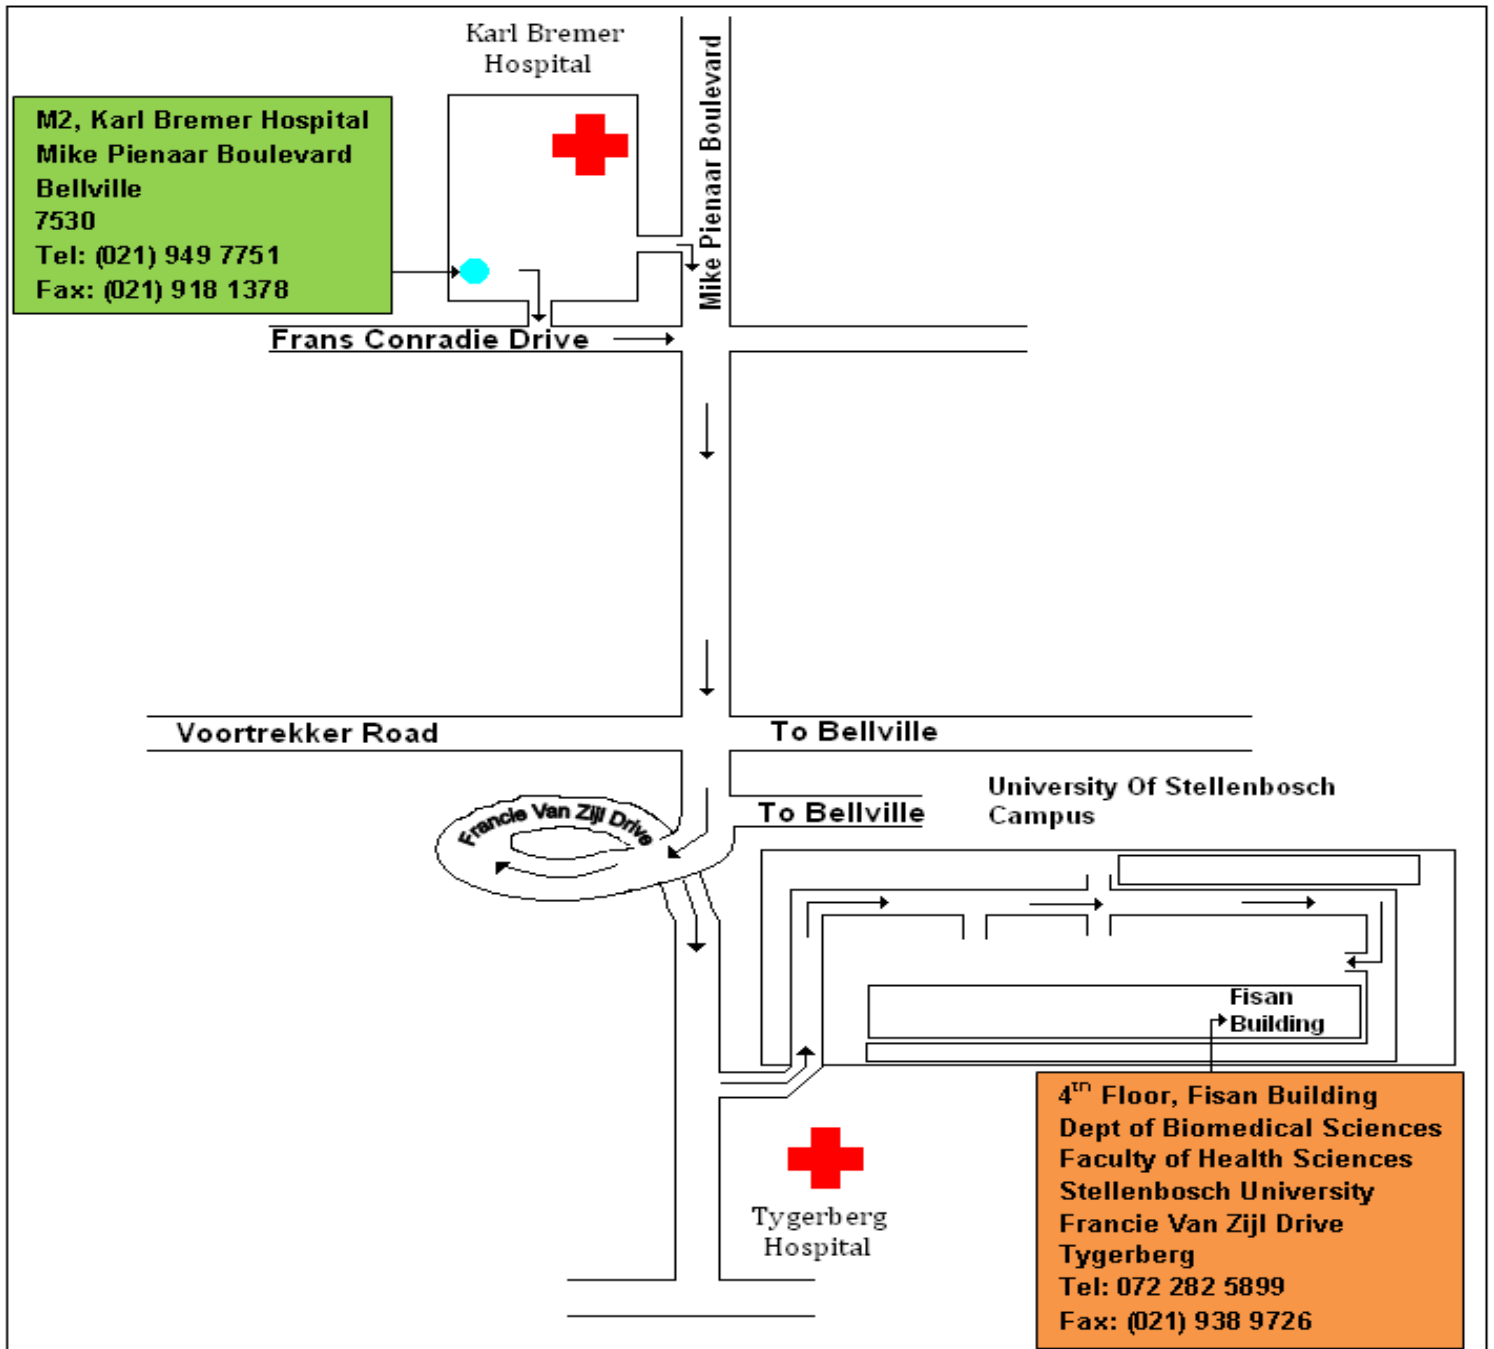 Karl Bremer
Hospital
Mike Pienaar Boulevard
M2, Karl Bremer Hospital
Mike Pienaar Boulevard
Bellville
7530
Tel: (021) 949 7751
Fax: (021) 918 1378
Frans Conradie Drive
Voortrekker Road
To Bellville
University Of Stellenbosch
Campus
To Bellville
Francie Van Zijl Drive
Fisan
Building
4th Floor, Fisan Building
Dept of Biomedical Sciences
Faculty of Health Sciences
Stellenbosch University
Francie Van Zijl Drive
Tygerberg
Tel: 072 282 5899
Fax: (021) 938 9726
Tygerberg
Hospital